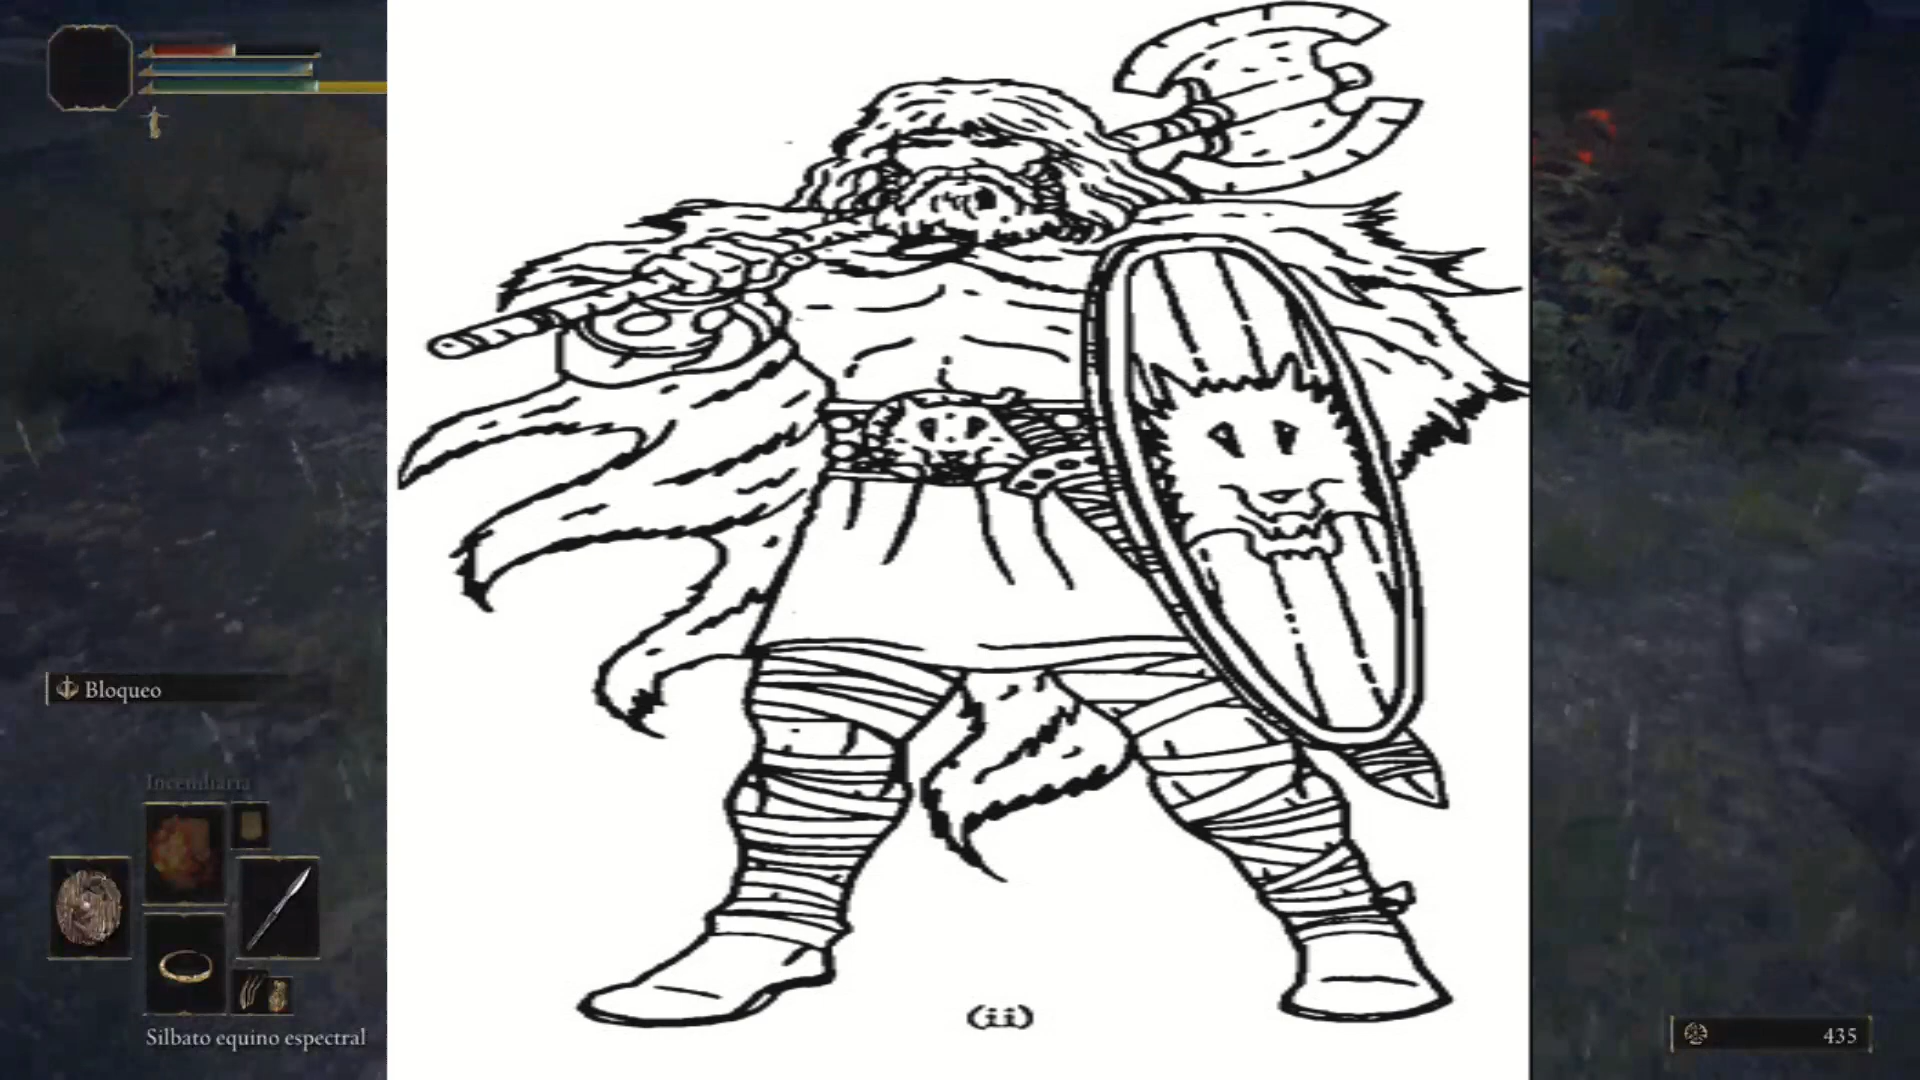 Bloqueo
Incendiaria
Silbato equino espectral
435
(ii)